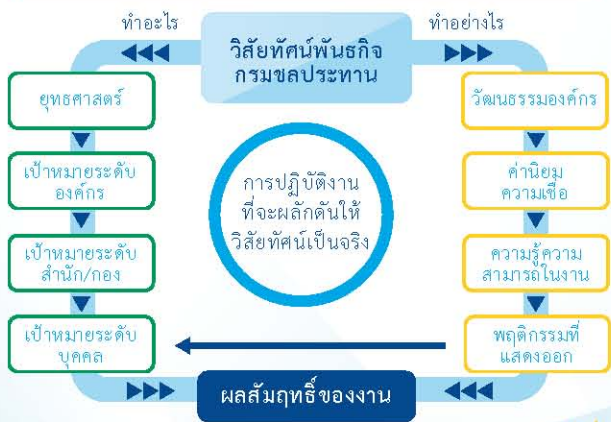 ทำอะไร
วิสัยทัศน์พันธกิจ
กรมชลประทาน
ทำอย่างไร
ยุทธศาสตร์
เป้าหมายระดับ
องค์กร
เป้าหมายระดับ
สำนัก/กอง
เป้าหมายระดับ
บุคคล
การปฏิบัติงาน
ที่จะผลักดันให้
วิสัยทัศน์เป็นจริง
วัฒนธรรมองค์กร
ค่านิยม
ความเชื่อ
ความรู้ความ
สามารถในงาน
พฤติกรรมที่
แสดงออก
ผลสัมฤทธิ์ของงาน